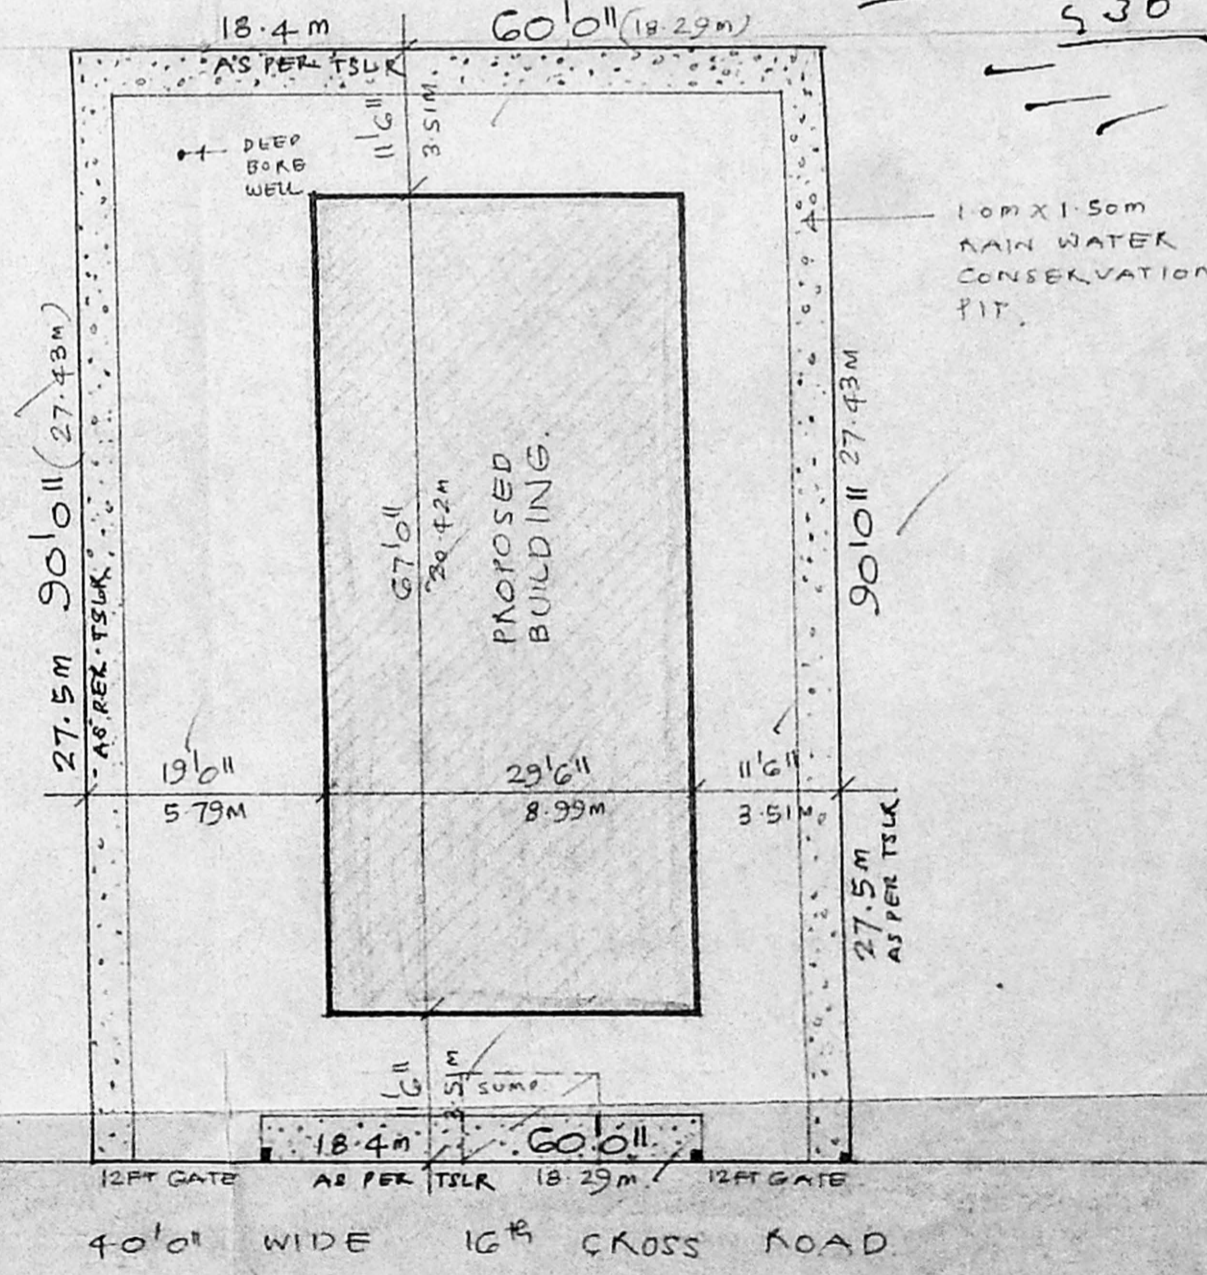 18.4 m
60'0" (18.29m)
530
AS PER TSLR
11'6"
3.51M
DEEP
BORE
WELL
1.0m X 1.50m
RAIN WATER
CONSERVATION
PIT.
90'0" (27.43M)
27.5M
AS PER TSLR
67'0"
20.42M
PROPOSED
BUILDING.
90'0" 27.43M
19'0"
5.79M
29'6"
8.99M
11'6"
3.51M
27.5M
AS PER TSLR
11'6"
3.51M
SUMP
18.4m
60'0"
12FT GATE
AS PER TSLR
18.29m
12FT GATE
40'0" WIDE 16th CROSS ROAD